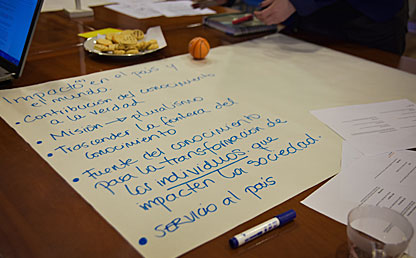 Impacto en el país y
el mundo.
• Contribución del conocimiento
a la verdad
• Misión → pluralismo
• Trascender la frontera del
conocimiento
• Fuente del conocimiento
para la transformación de
los individuos que
impacten la sociedad.
• servicio al país